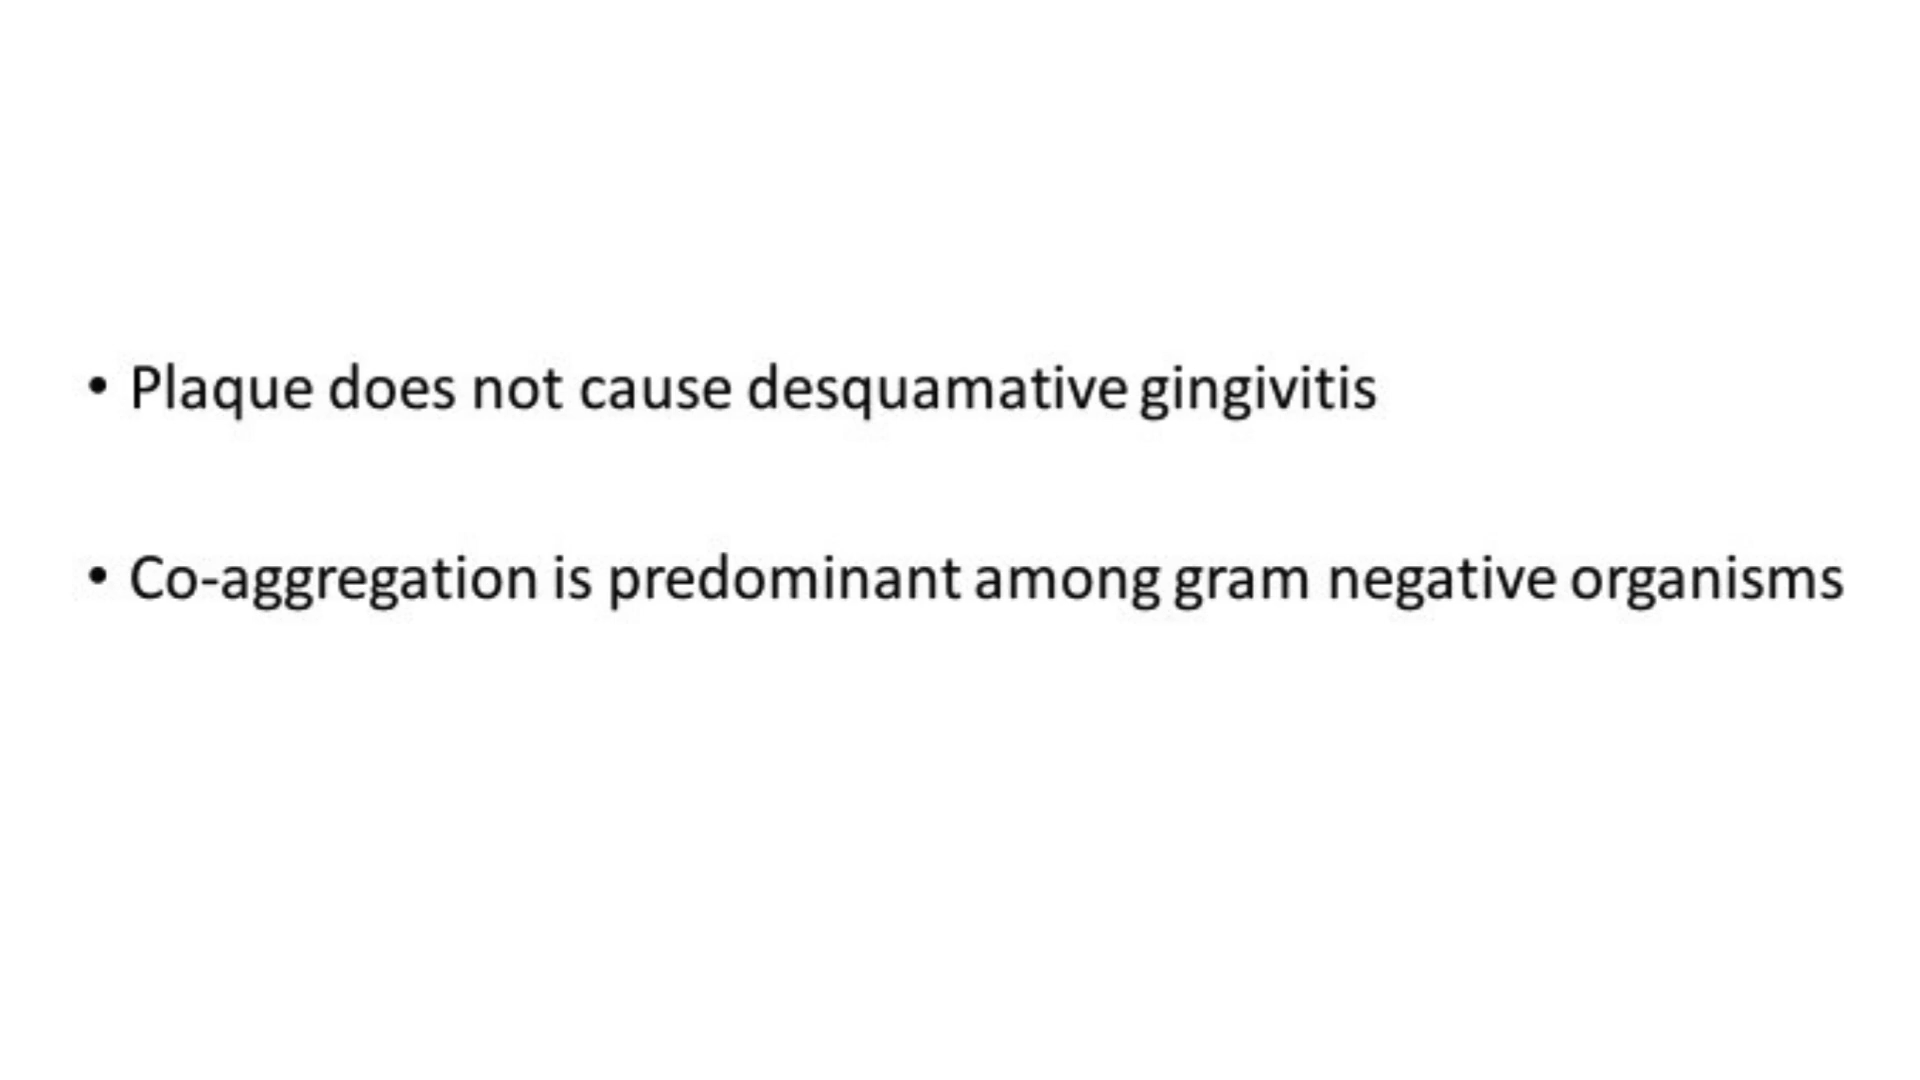 • Plaque does not cause desquamative gingivitis
• Co-aggregation is predominant among gram negative organisms